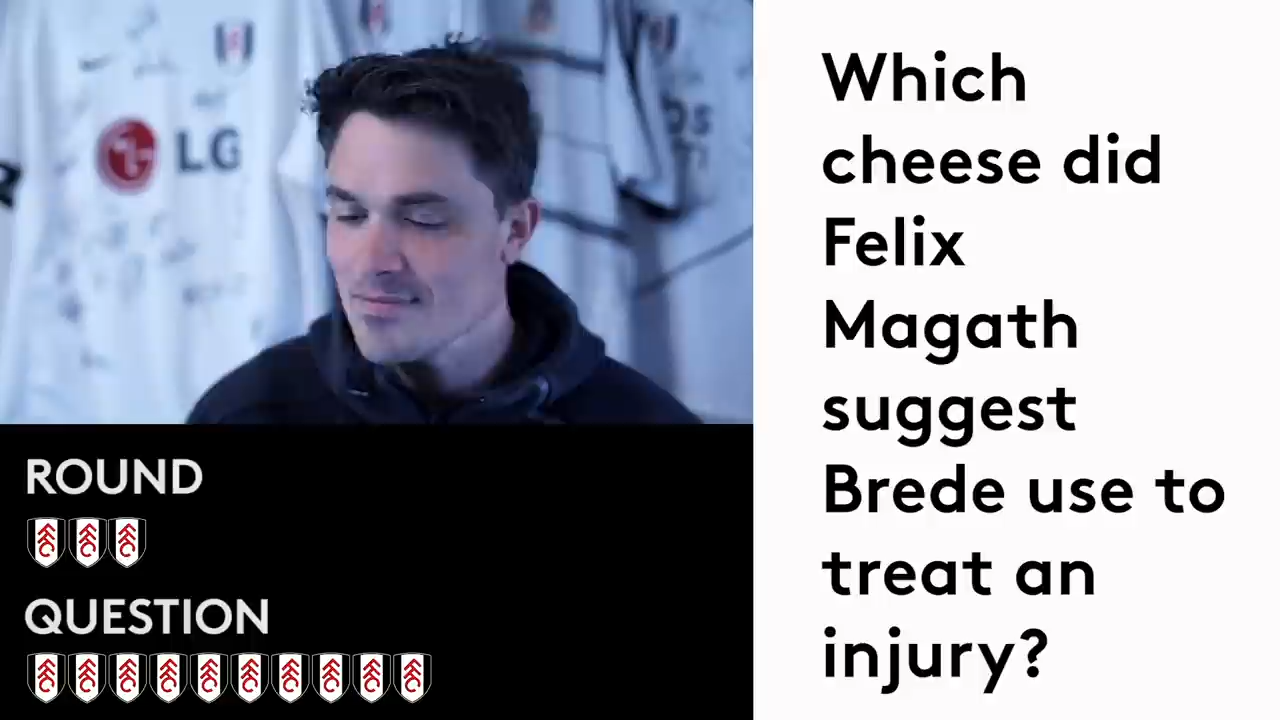 LG
Which
cheese did
Felix
Magath
suggest
Brede use to
treat an
injury?
ROUND
QUESTION